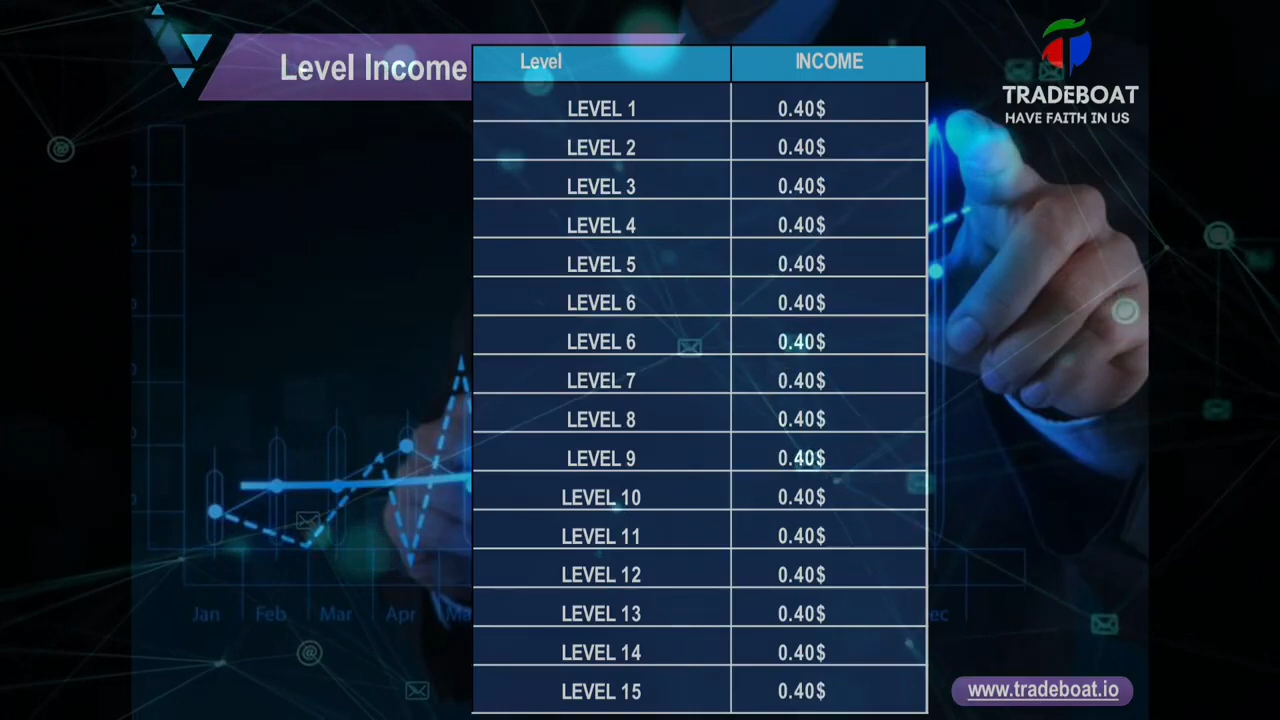 Level Income
Level INCOME
LEVEL 1 0.40$
LEVEL 2 0.40$
LEVEL 3 0.40$
LEVEL 4 0.40$
LEVEL 5 0.40$
LEVEL 6 0.40$
LEVEL 6 0.40$
LEVEL 7 0.40$
LEVEL 8 0.40$
LEVEL 9 0.40$
LEVEL 10 0.40$
LEVEL 11 0.40$
LEVEL 12 0.40$
LEVEL 13 0.40$
LEVEL 14 0.40$
LEVEL 15 0.40$
TRADEBOAT
HAVE FAITH IN US
Jan Feb Mar Apr
www.tradeboat.io